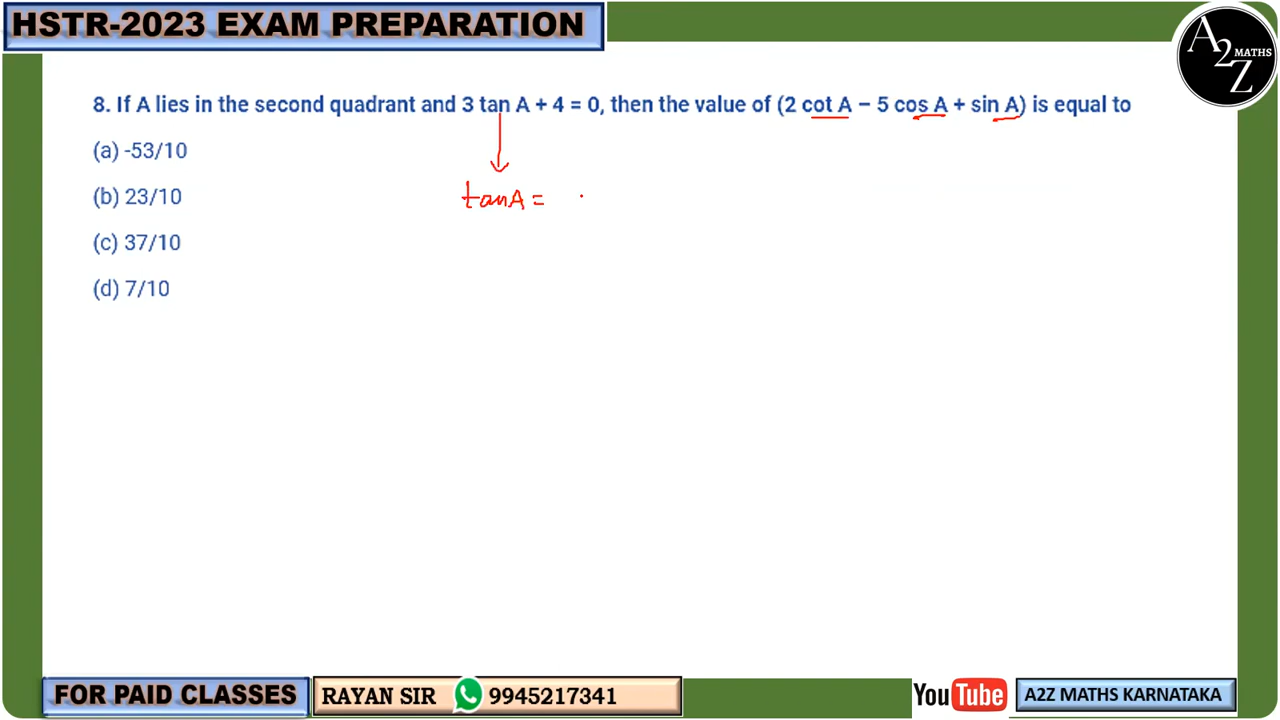 HSTR-2023 EXAM PREPARATION
A2Z MATHS
8. If A lies in the second quadrant and 3 tan A + 4 = 0, then the value of (2 cot A − 5 cos A + sin A) is equal to
(a) -53/10
(b) 23/10
(c) 37/10
(d) 7/10
tanA =
FOR PAID CLASSES
RAYAN SIR 9945217341
YouTube
A2Z MATHS KARNATAKA